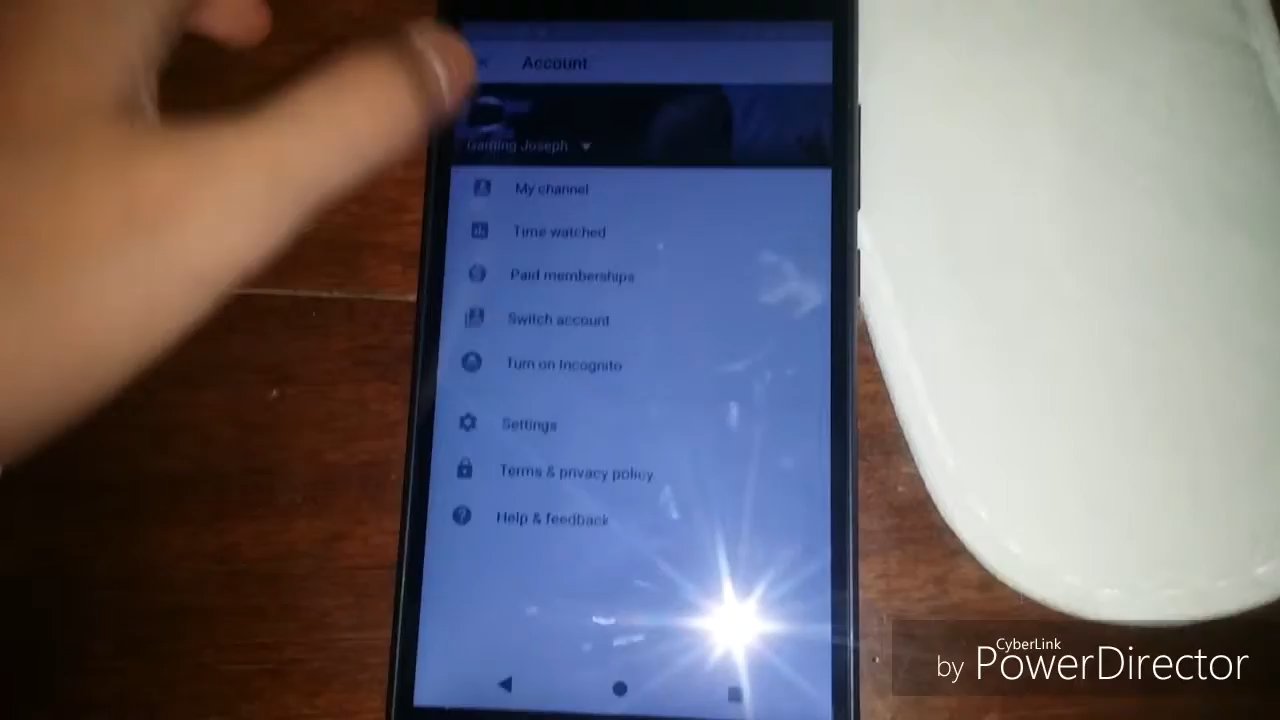 Account
Gaming Joseph
My channel
Time watched
Paid memberships
Switch account
Turn on Incognito
Settings
Terms & privacy policy
Help & feedback
CyberLink
by PowerDirector